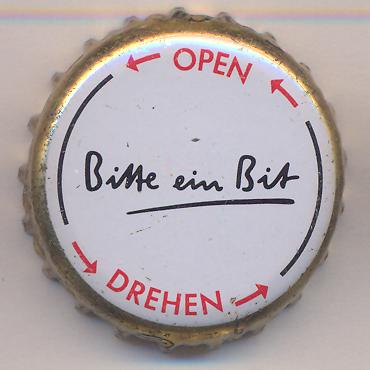 OPEN
Bitte ein Bit
DREHEN